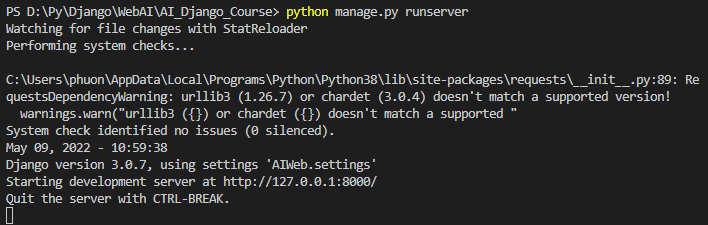 PS D:\Py\Django\WebAI\AI_Django_Course> python manage.py runserver
Watching for file changes with StatReloader
Performing system checks...
C:\Users\phuon\AppData\Local\Programs\Python\Python38\lib\site-packages\requests\__init__.py:89: Re
questsDependencyWarning: urllib3 (1.26.7) or chardet (3.0.4) doesn't match a supported version!
  warnings.warn("urllib3 ({}) or chardet ({}) doesn't match a supported "
System check identified no issues (0 silenced).
May 09, 2022 - 10:59:38
Django version 3.0.7, using settings 'AIWeb.settings'
Starting development server at http://127.0.0.1:8000/
Quit the server with CTRL-BREAK.